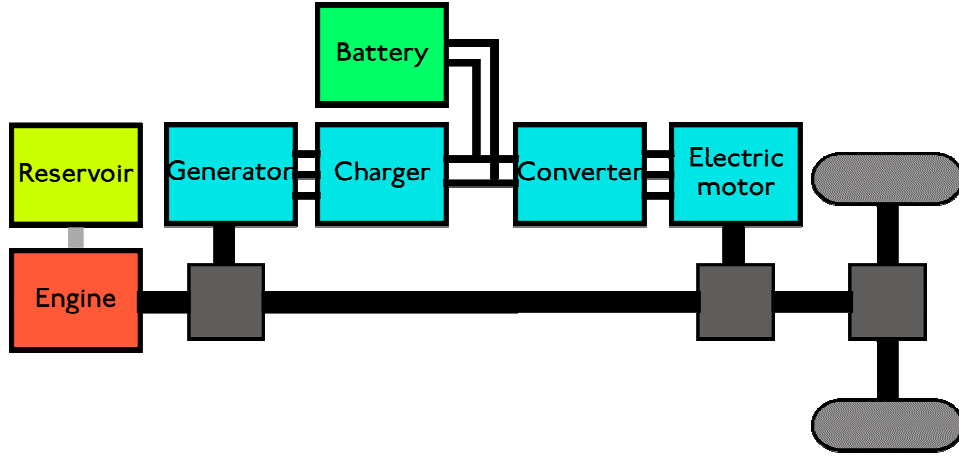 Battery
Reservoir
Generator
Charger
Converter
Electric
motor
Engine